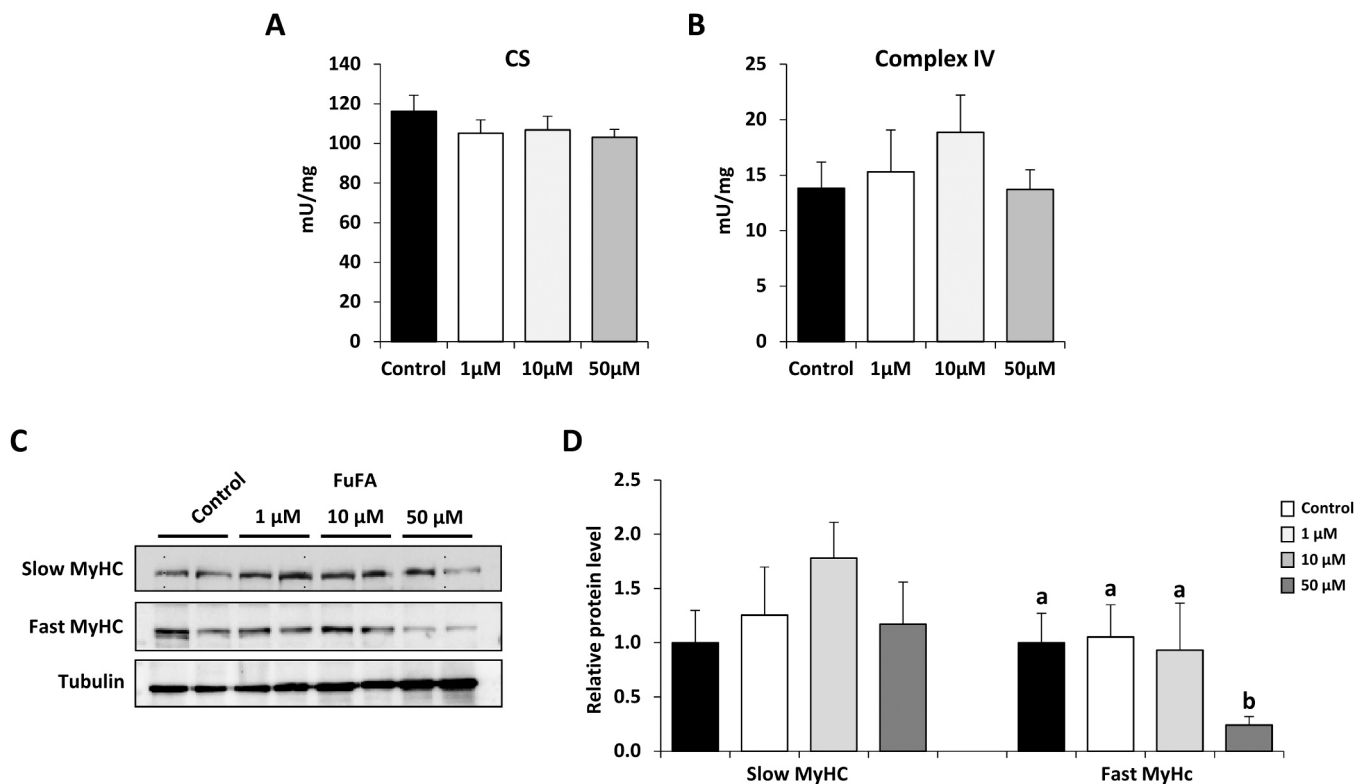 A
CS
140
120
100
80
60
40
20
0
mU/mg
Control 1µM 10µM 50µM
B
Complex IV
25
20
15
10
5
0
mU/mg
Control 1µM 10µM 50µM
C
Control FuFA
1 µM 10 µM 50 µM
Slow MyHC
Fast MyHC
Tubulin
D
2.5
2.0
1.5
1.0
0.5
0.0
Relative protein level
a a a b
Slow MyHC Fast MyHc
Control
1 µM
10 µM
50 µM